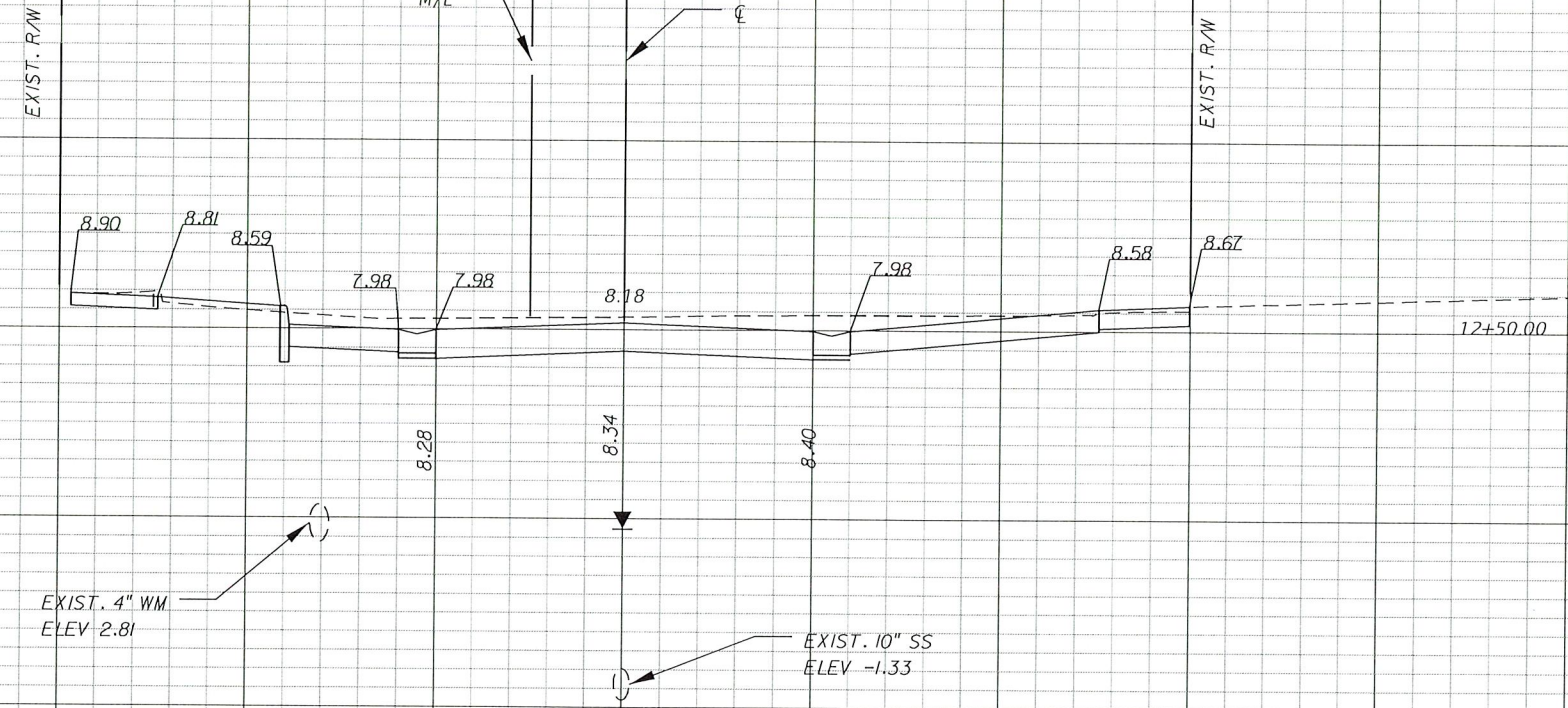 EXIST. R/W
M/L
℄
EXIST. R/W
8.90
8.81
8.59
7.98
7.98
8.18
7.98
8.58
8.67
12+50.00
8.28
8.34
8.40
EXIST. 4" WM
ELEV 2.81
EXIST. 10" SS
ELEV -1.33